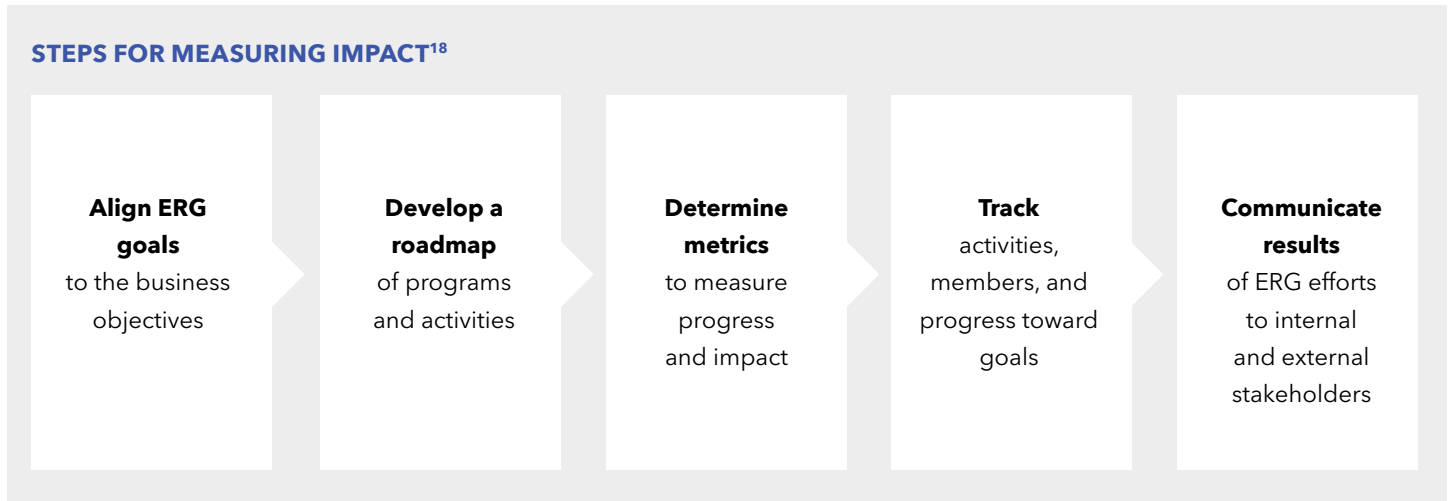 STEPS FOR MEASURING IMPACT18
Align ERG
goals
to the business
objectives
Develop a
roadmap
of programs
and activities
Determine
metrics
to measure
progress
and impact
Track
activities,
members, and
progress toward
goals
Communicate
results
of ERG efforts
to internal
and external
stakeholders